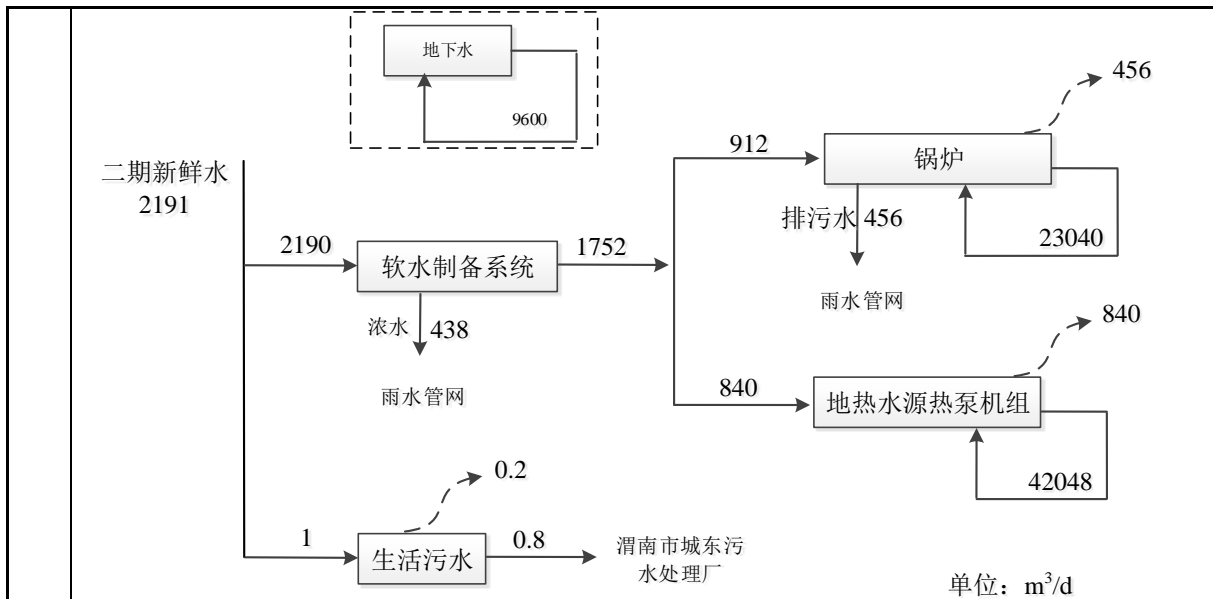 地下水
9600
456
912
锅炉
二期新鲜水
2191
排污水 456
23040
2190
软水制备系统
1752
雨水管网
浓水 438
840
雨水管网
840
地热水源热泵机组
42048
0.2
1
生活污水
0.8
渭南市城东污
水处理厂
单位：m³/d